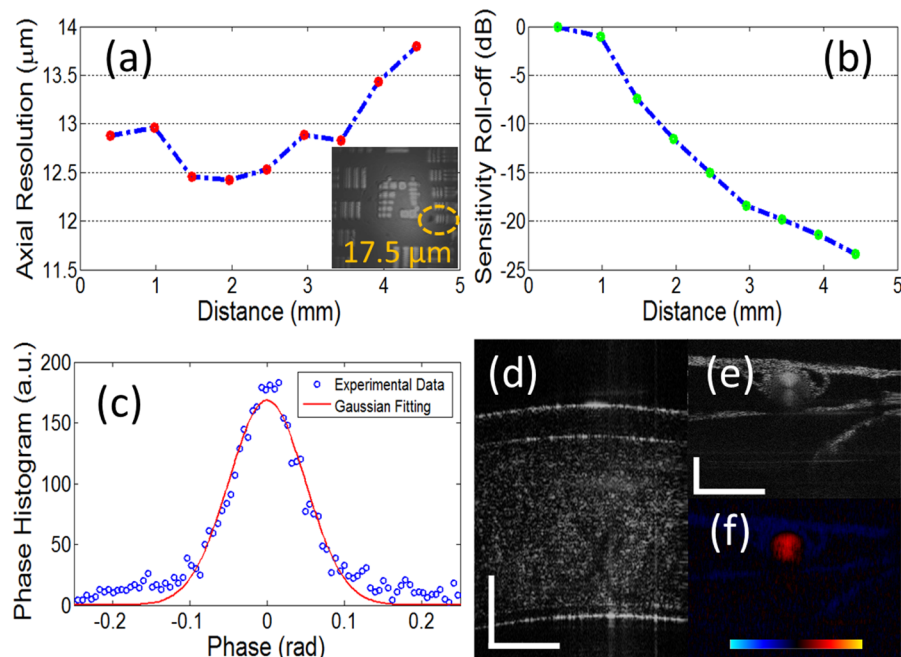 (a)
Axial Resolution (μm)
14
13.5
13
12.5
12
11.5
0
1
2
3
4
5
Distance (mm)
17.5 μm
(b)
Sensitivity Roll-off (dB)
0
-5
-10
-15
-20
-25
0
1
2
3
4
5
Distance (mm)
(c)
Phase Histogram (a.u.)
200
150
100
50
0
-0.2
-0.1
0
0.1
0.2
Phase (rad)
Experimental Data
Gaussian Fitting
(d)
(e)
(f)